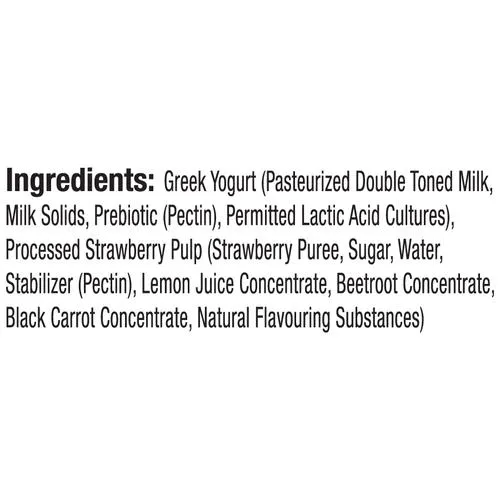 Ingredients: Greek Yogurt (Pasteurized Double Toned Milk,
Milk Solids, Prebiotic (Pectin), Permitted Lactic Acid Cultures),
Processed Strawberry Pulp (Strawberry Puree, Sugar, Water,
Stabilizer (Pectin), Lemon Juice Concentrate, Beetroot Concentrate,
Black Carrot Concentrate, Natural Flavouring Substances)